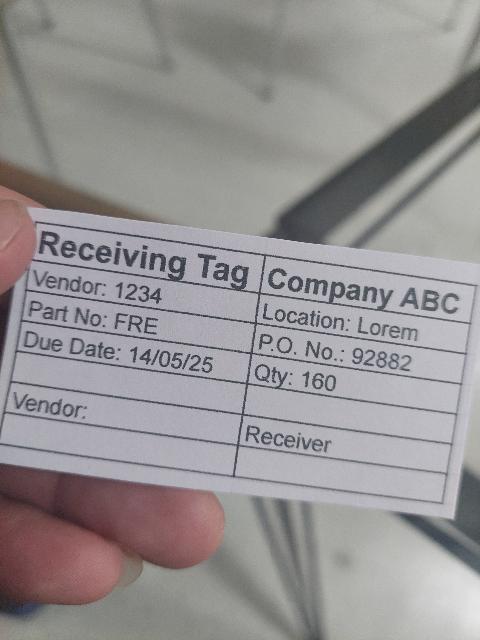 Receiving Tag Company ABC
Vendor: 1234 Location: Lorem
Part No: FRE P.O. No.: 92882
Due Date: 14/05/25 Qty: 160
Vendor: Receiver